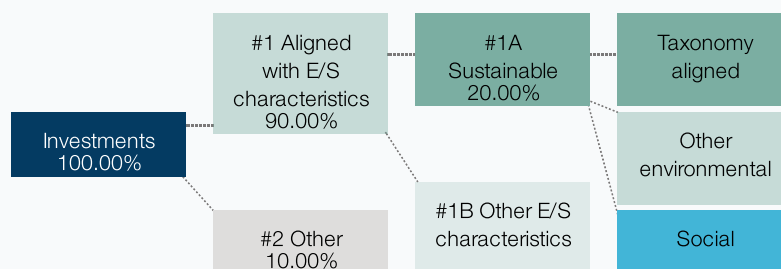 Investments
100.00%
#1 Aligned
with E/S
characteristics
90.00%
#2 Other
10.00%
#1A
Sustainable
20.00%
#1B Other E/S
characteristics
Taxonomy
aligned
Other
environmental
Social